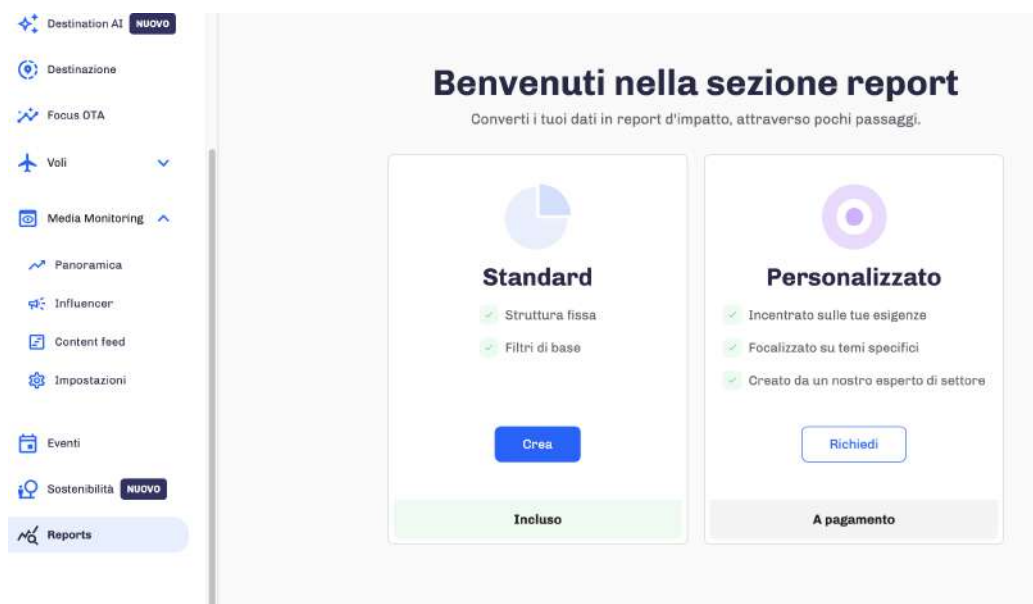 Destination AI NUOVO
Destinazione
Focus OTA
Voli
Media Monitoring
Panoramica
Influencer
Content feed
Impostazioni
Eventi
Sostenibilità NUOVO
Reports
Benvenuti nella sezione report
Converti i tuoi dati in report d'impatto, attraverso pochi passaggi.
Standard
Struttura fissa
Filtri di base
Crea
Incluso
Personalizzato
Incentrato sulle tue esigenze
Focalizzato su temi specifici
Creato da un nostro esperto di settore
Richiedi
A pagamento